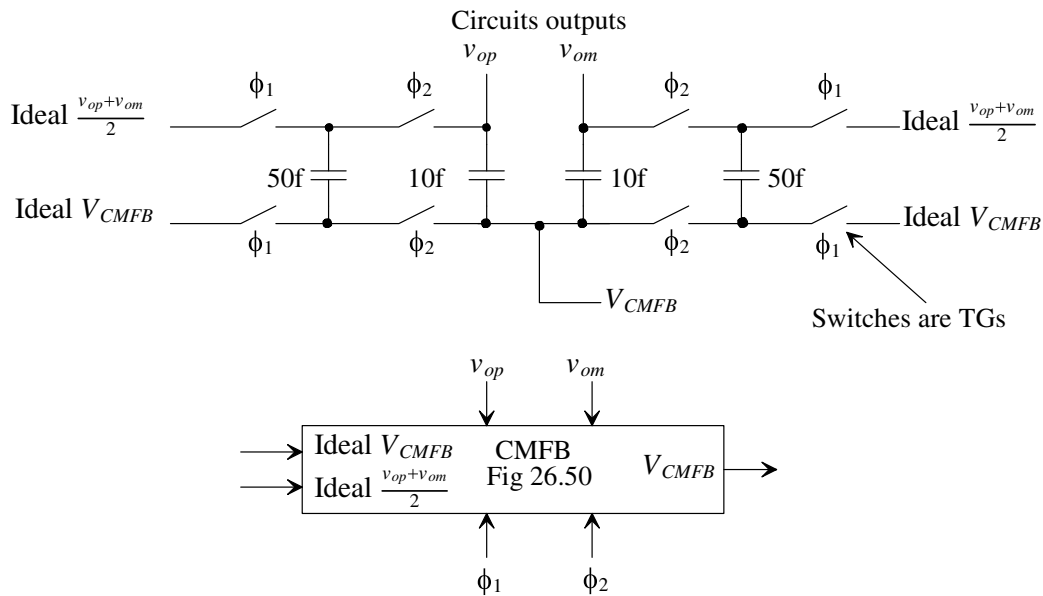 Circuits outputs
v_op v_om
ϕ1 ϕ2 ϕ2 ϕ1
Ideal (v_op+v_om)/2
Ideal (v_op+v_om)/2
50f 10f 10f 50f
Ideal V_CMFB
Ideal V_CMFB
ϕ1 ϕ2 ϕ2 ϕ1
V_CMFB
Switches are TGs
v_op v_om
Ideal V_CMFB
Ideal (v_op+v_om)/2
CMFB
Fig 26.50
V_CMFB
ϕ1 ϕ2